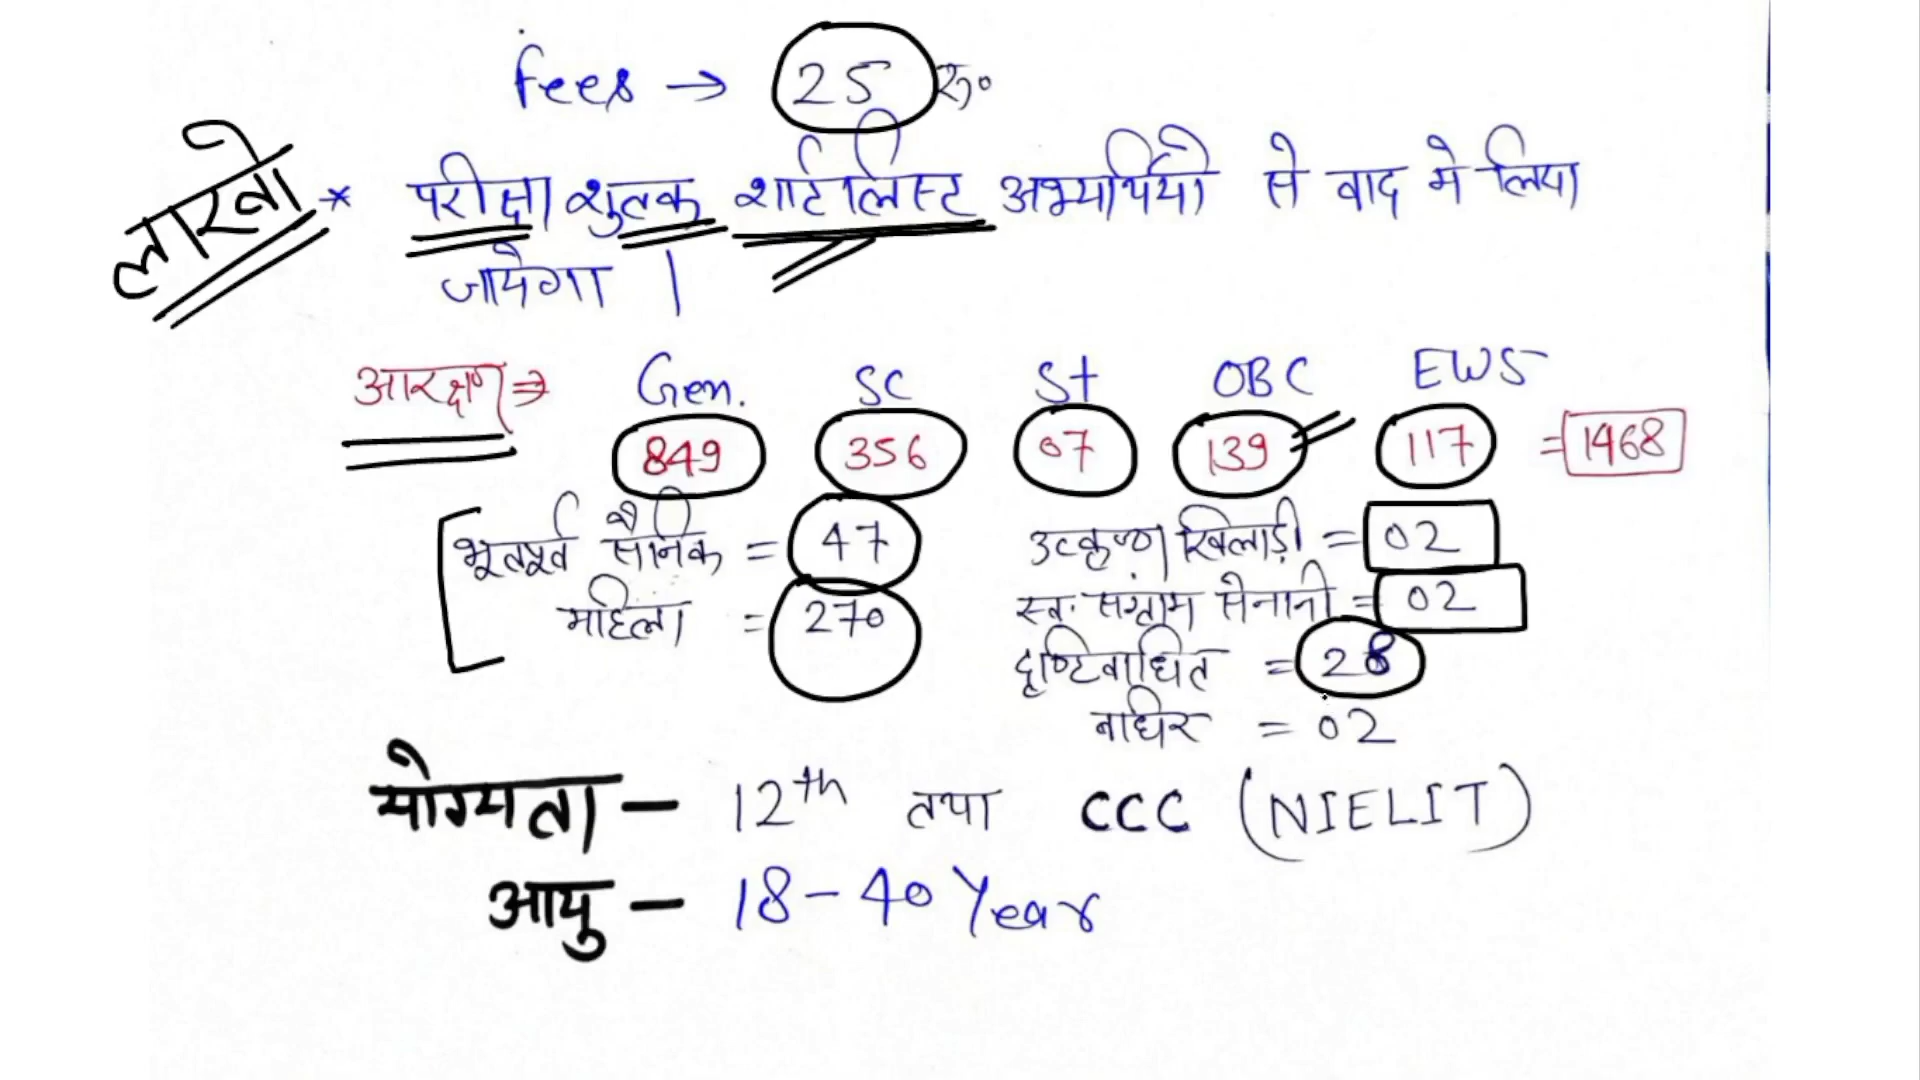 Fees → 25 रु०
लाखो * परीक्षा शुल्क शार्टलिस्ट अभ्यर्थियो से बाद मे लिया
जायेगा |
आरक्षण ⇒ Gen. SC St OBC EWS
849 356 07 139 117 = 1468
भूतपूर्व सैनिक = 47 उत्कृष्ण खिलाड़ी = 02
महिला = 270 स्व. संग्राम सेनानी = 02
दृष्टिबाधित = 28
बाधिर = 02
योग्यता – 12th तथा CCC (NIELIT)
आयु – 18-40 Year